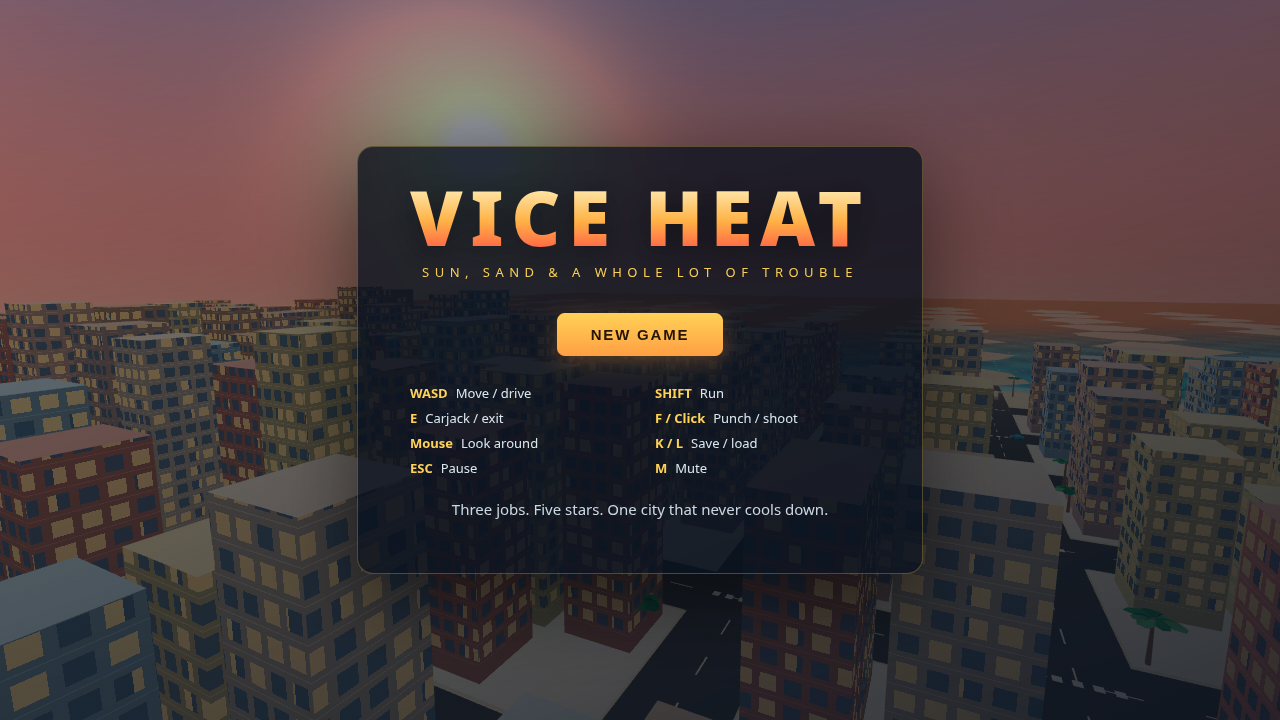 VICE HEAT
SUN, SAND & A WHOLE LOT OF TROUBLE
NEW GAME
WASD Move / drive
SHIFT Run
E Carjack / exit
F / Click Punch / shoot
Mouse Look around
K / L Save / load
ESC Pause
M Mute
Three jobs. Five stars. One city that never cools down.